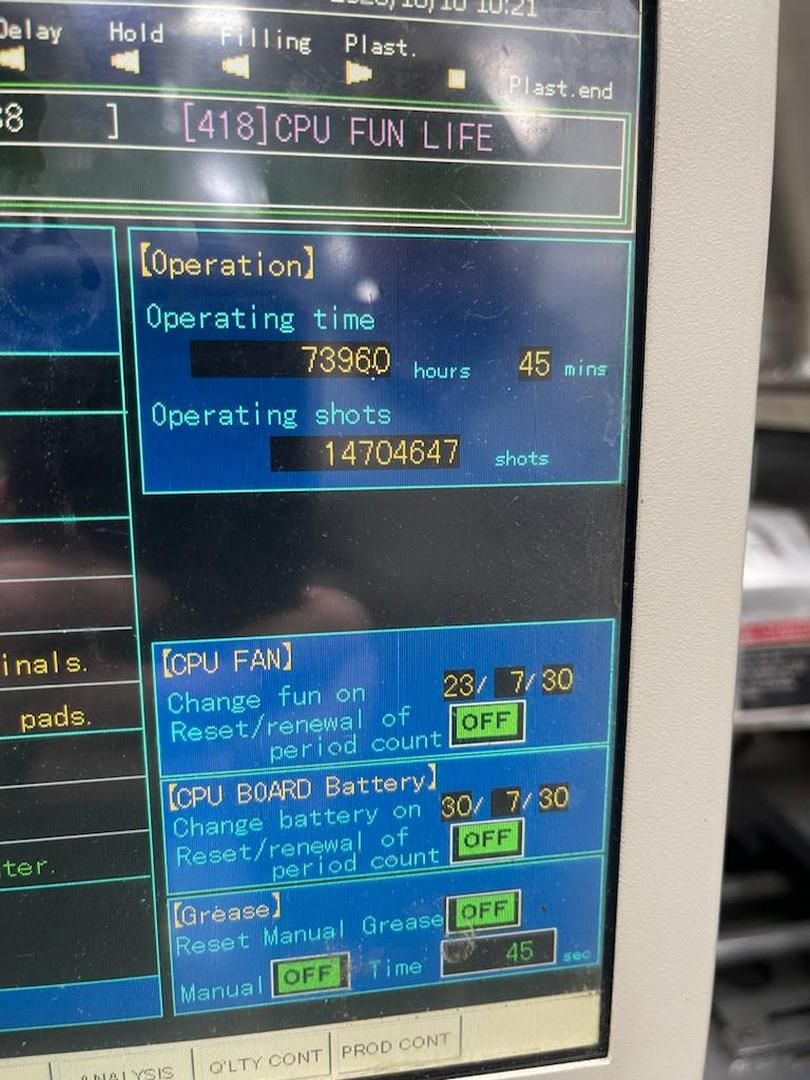 10:21
Delay Hold Filling Plast.
Plast.end
8 ] [418]CPU FUN LIFE
【Operation】
Operating time
73960 hours 45 mins
Operating shots
14704647 shots
inals.
pads.
ter.
【CPU FAN】
Change fun on 23/ 7/30
Reset/renewal of
period count OFF
【CPU BOARD Battery】
Change battery on 30/ 7/30
Reset/renewal of
period count OFF
【Grease】
Reset Manual Grease OFF
Manual OFF Time 45 sec
ANALYSIS Q'LTY CONT PROD CONT